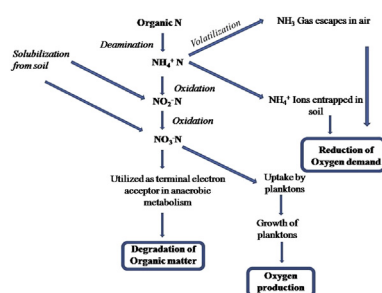 Organic N
NH3 Gas escapes in air
Volatilization
Deamination
Solubilization
from soil
NH4+ N
Oxidation
NO2- N
NH4+ Ions entrapped in
soil
Oxidation
NO3- N
Reduction of
Oxygen demand
Utilized as terminal electron
acceptor in anaerobic
metabolism
Uptake by
planktons
Growth of
planktons
Degradation of
Organic matter
Oxygen
production